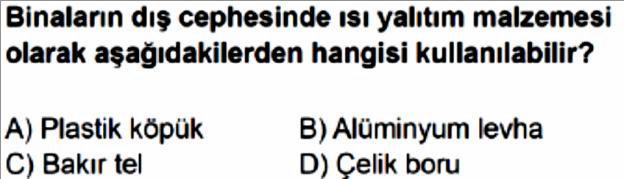 Binaların dış cephesinde ısı yalıtım malzemesi
olarak aşağıdakilerden hangisi kullanılabilir?
A) Plastik köpük B) Alüminyum levha
C) Bakır tel D) Çelik boru